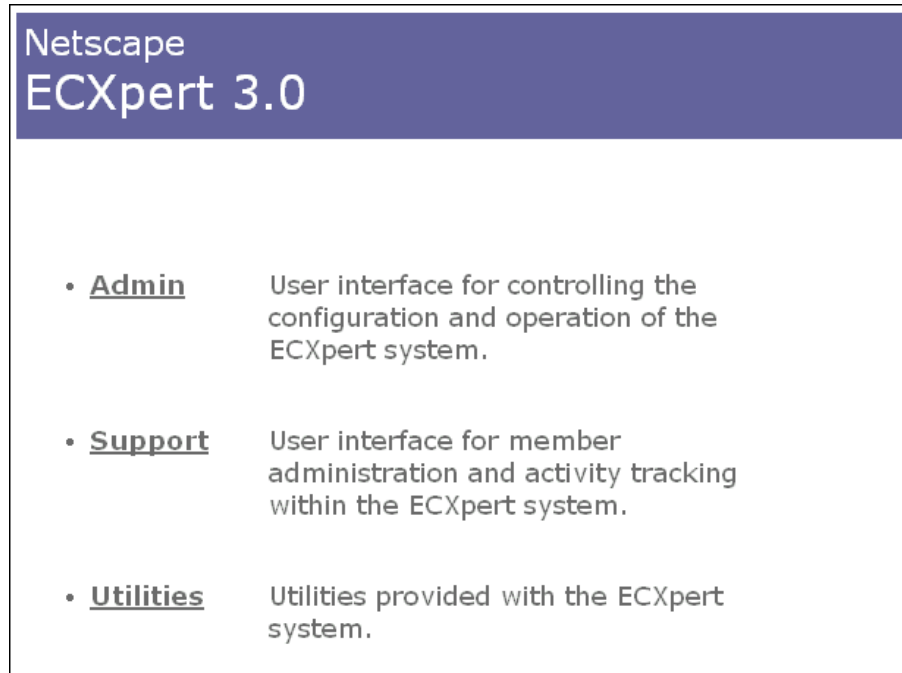 Netscape
ECXpert 3.0
• Admin User interface for controlling the
configuration and operation of the
ECXpert system.
• Support User interface for member
administration and activity tracking
within the ECXpert system.
• Utilities Utilities provided with the ECXpert
system.